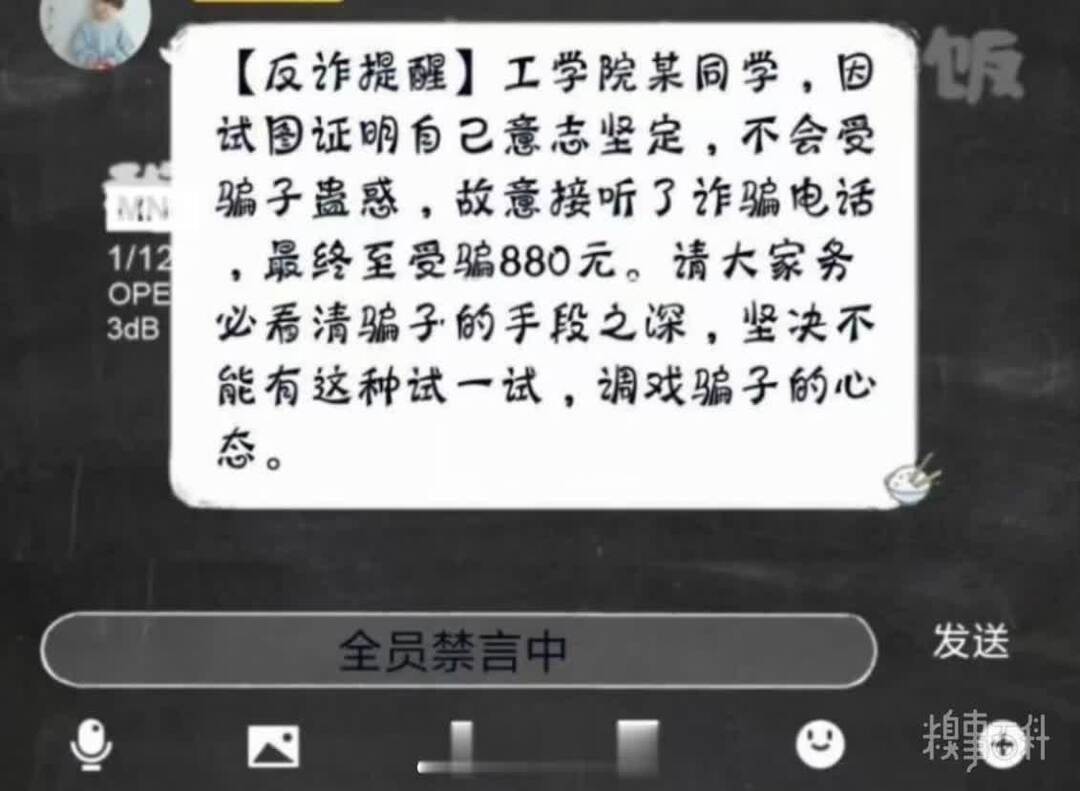 【反诈提醒】工学院某同学，因
试图证明自己意志坚定，不会受
骗子蛊惑，故意接听了诈骗电话
，最终至受骗880元。请大家务
必看清骗子的手段之深，坚决不
能有这种试一试，调戏骗子的心
态。
饭
MN
1/12
OPE
3dB
全员禁言中
发送
糗事百科